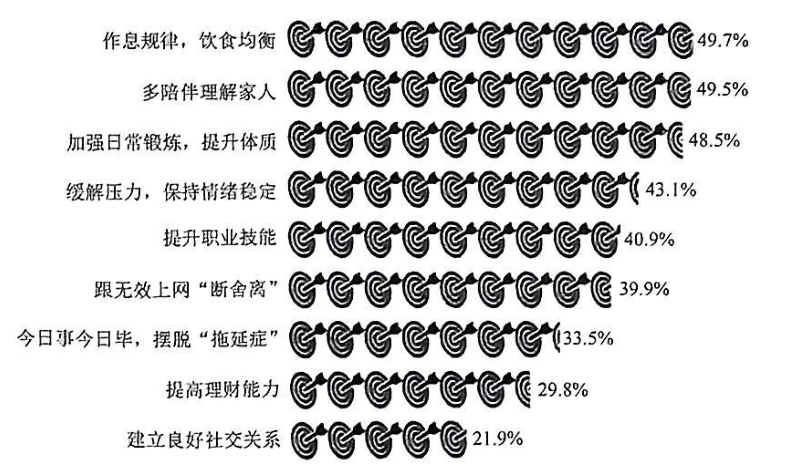 作息规律，饮食均衡 49.7%
多陪伴理解家人 49.5%
加强日常锻炼，提升体质 48.5%
缓解压力，保持情绪稳定 43.1%
提升职业技能 40.9%
跟无效上网“断舍离” 39.9%
今日事今日毕，摆脱“拖延症” 33.5%
提高理财能力 29.8%
建立良好社交关系 21.9%